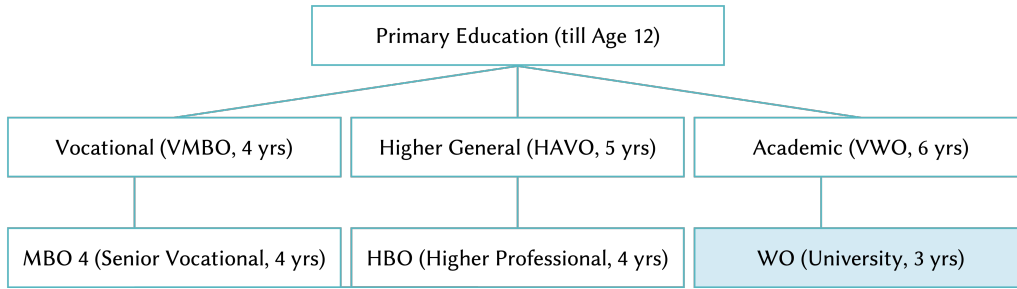 Primary Education (till Age 12)
Vocational (VMBO, 4 yrs)
Higher General (HAVO, 5 yrs)
Academic (VWO, 6 yrs)
MBO 4 (Senior Vocational, 4 yrs)
HBO (Higher Professional, 4 yrs)
WO (University, 3 yrs)